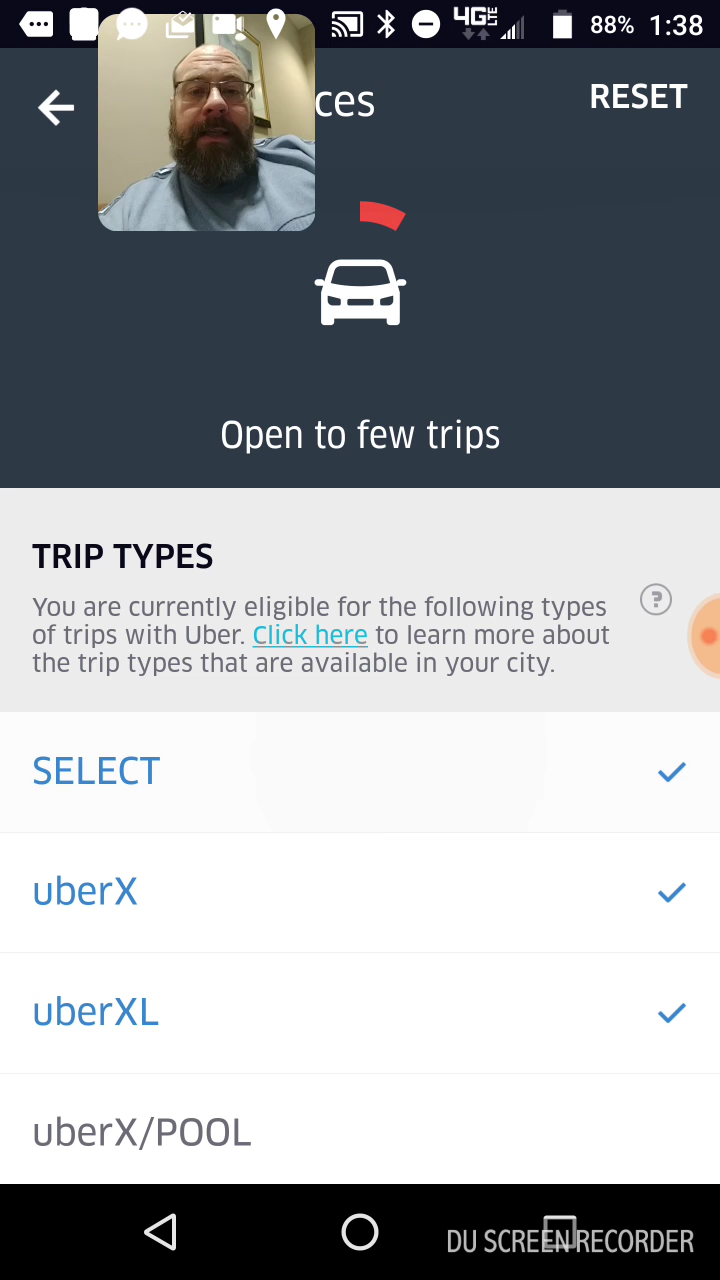 4G LTE 88% 1:38
ces RESET
Open to few trips
TRIP TYPES
You are currently eligible for the following types
of trips with Uber. Click here to learn more about
the trip types that are available in your city.
?
SELECT
uberX
uberXL
uberX/POOL
DU SCREEN RECORDER